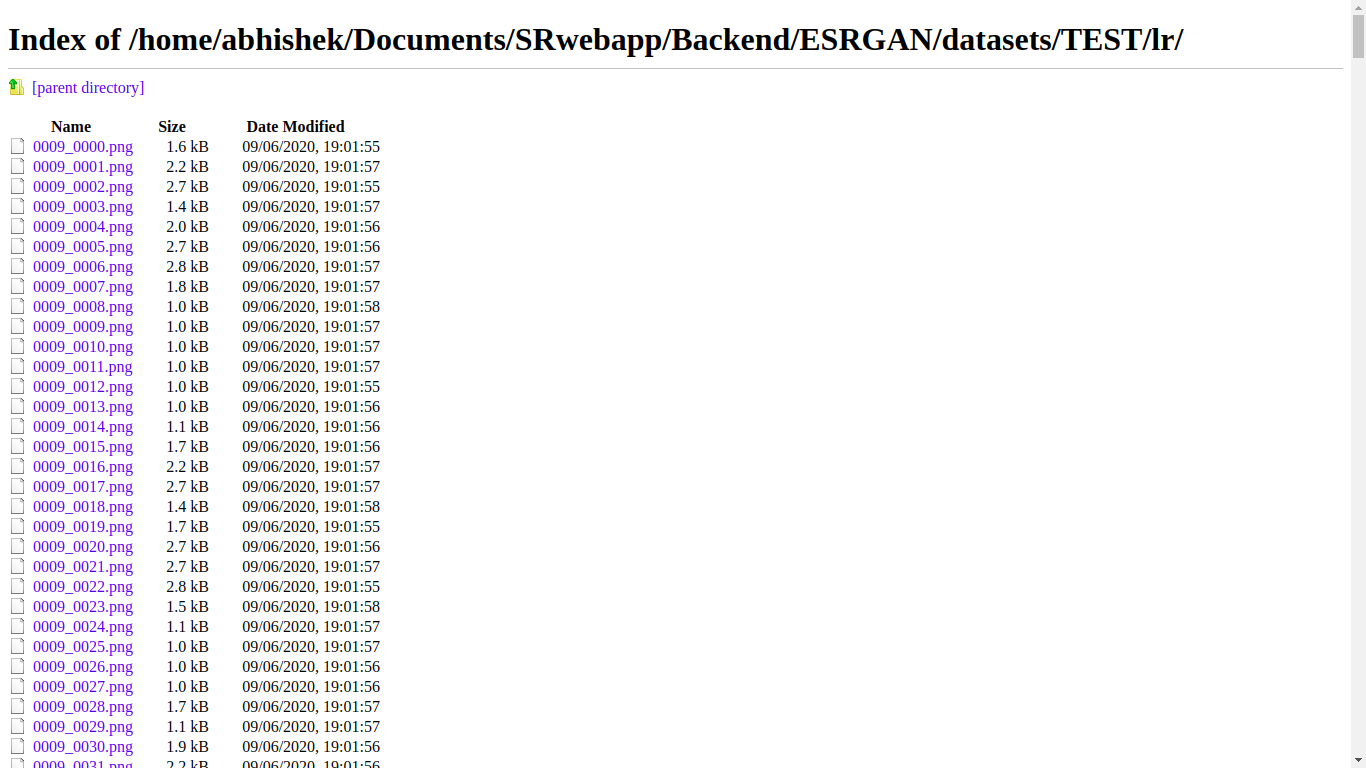 Index of /home/abhishek/Documents/SRwebapp/Backend/ESRGAN/datasets/TEST/lr/
[parent directory]
Name Size Date Modified
0009_0000.png 1.6 kB 09/06/2020, 19:01:55
0009_0001.png 2.2 kB 09/06/2020, 19:01:57
0009_0002.png 2.7 kB 09/06/2020, 19:01:55
0009_0003.png 1.4 kB 09/06/2020, 19:01:57
0009_0004.png 2.0 kB 09/06/2020, 19:01:56
0009_0005.png 2.7 kB 09/06/2020, 19:01:56
0009_0006.png 2.8 kB 09/06/2020, 19:01:57
0009_0007.png 1.8 kB 09/06/2020, 19:01:57
0009_0008.png 1.0 kB 09/06/2020, 19:01:58
0009_0009.png 1.0 kB 09/06/2020, 19:01:57
0009_0010.png 1.0 kB 09/06/2020, 19:01:57
0009_0011.png 1.0 kB 09/06/2020, 19:01:57
0009_0012.png 1.0 kB 09/06/2020, 19:01:55
0009_0013.png 1.0 kB 09/06/2020, 19:01:56
0009_0014.png 1.1 kB 09/06/2020, 19:01:56
0009_0015.png 1.7 kB 09/06/2020, 19:01:56
0009_0016.png 2.2 kB 09/06/2020, 19:01:57
0009_0017.png 2.7 kB 09/06/2020, 19:01:57
0009_0018.png 1.4 kB 09/06/2020, 19:01:58
0009_0019.png 1.7 kB 09/06/2020, 19:01:55
0009_0020.png 2.7 kB 09/06/2020, 19:01:56
0009_0021.png 2.7 kB 09/06/2020, 19:01:57
0009_0022.png 2.8 kB 09/06/2020, 19:01:55
0009_0023.png 1.5 kB 09/06/2020, 19:01:58
0009_0024.png 1.1 kB 09/06/2020, 19:01:57
0009_0025.png 1.0 kB 09/06/2020, 19:01:57
0009_0026.png 1.0 kB 09/06/2020, 19:01:56
0009_0027.png 1.0 kB 09/06/2020, 19:01:56
0009_0028.png 1.7 kB 09/06/2020, 19:01:57
0009_0029.png 1.1 kB 09/06/2020, 19:01:57
0009_0030.png 1.9 kB 09/06/2020, 19:01:56
0009_0031.png 2.2 kB 09/06/2020, 19:01:56